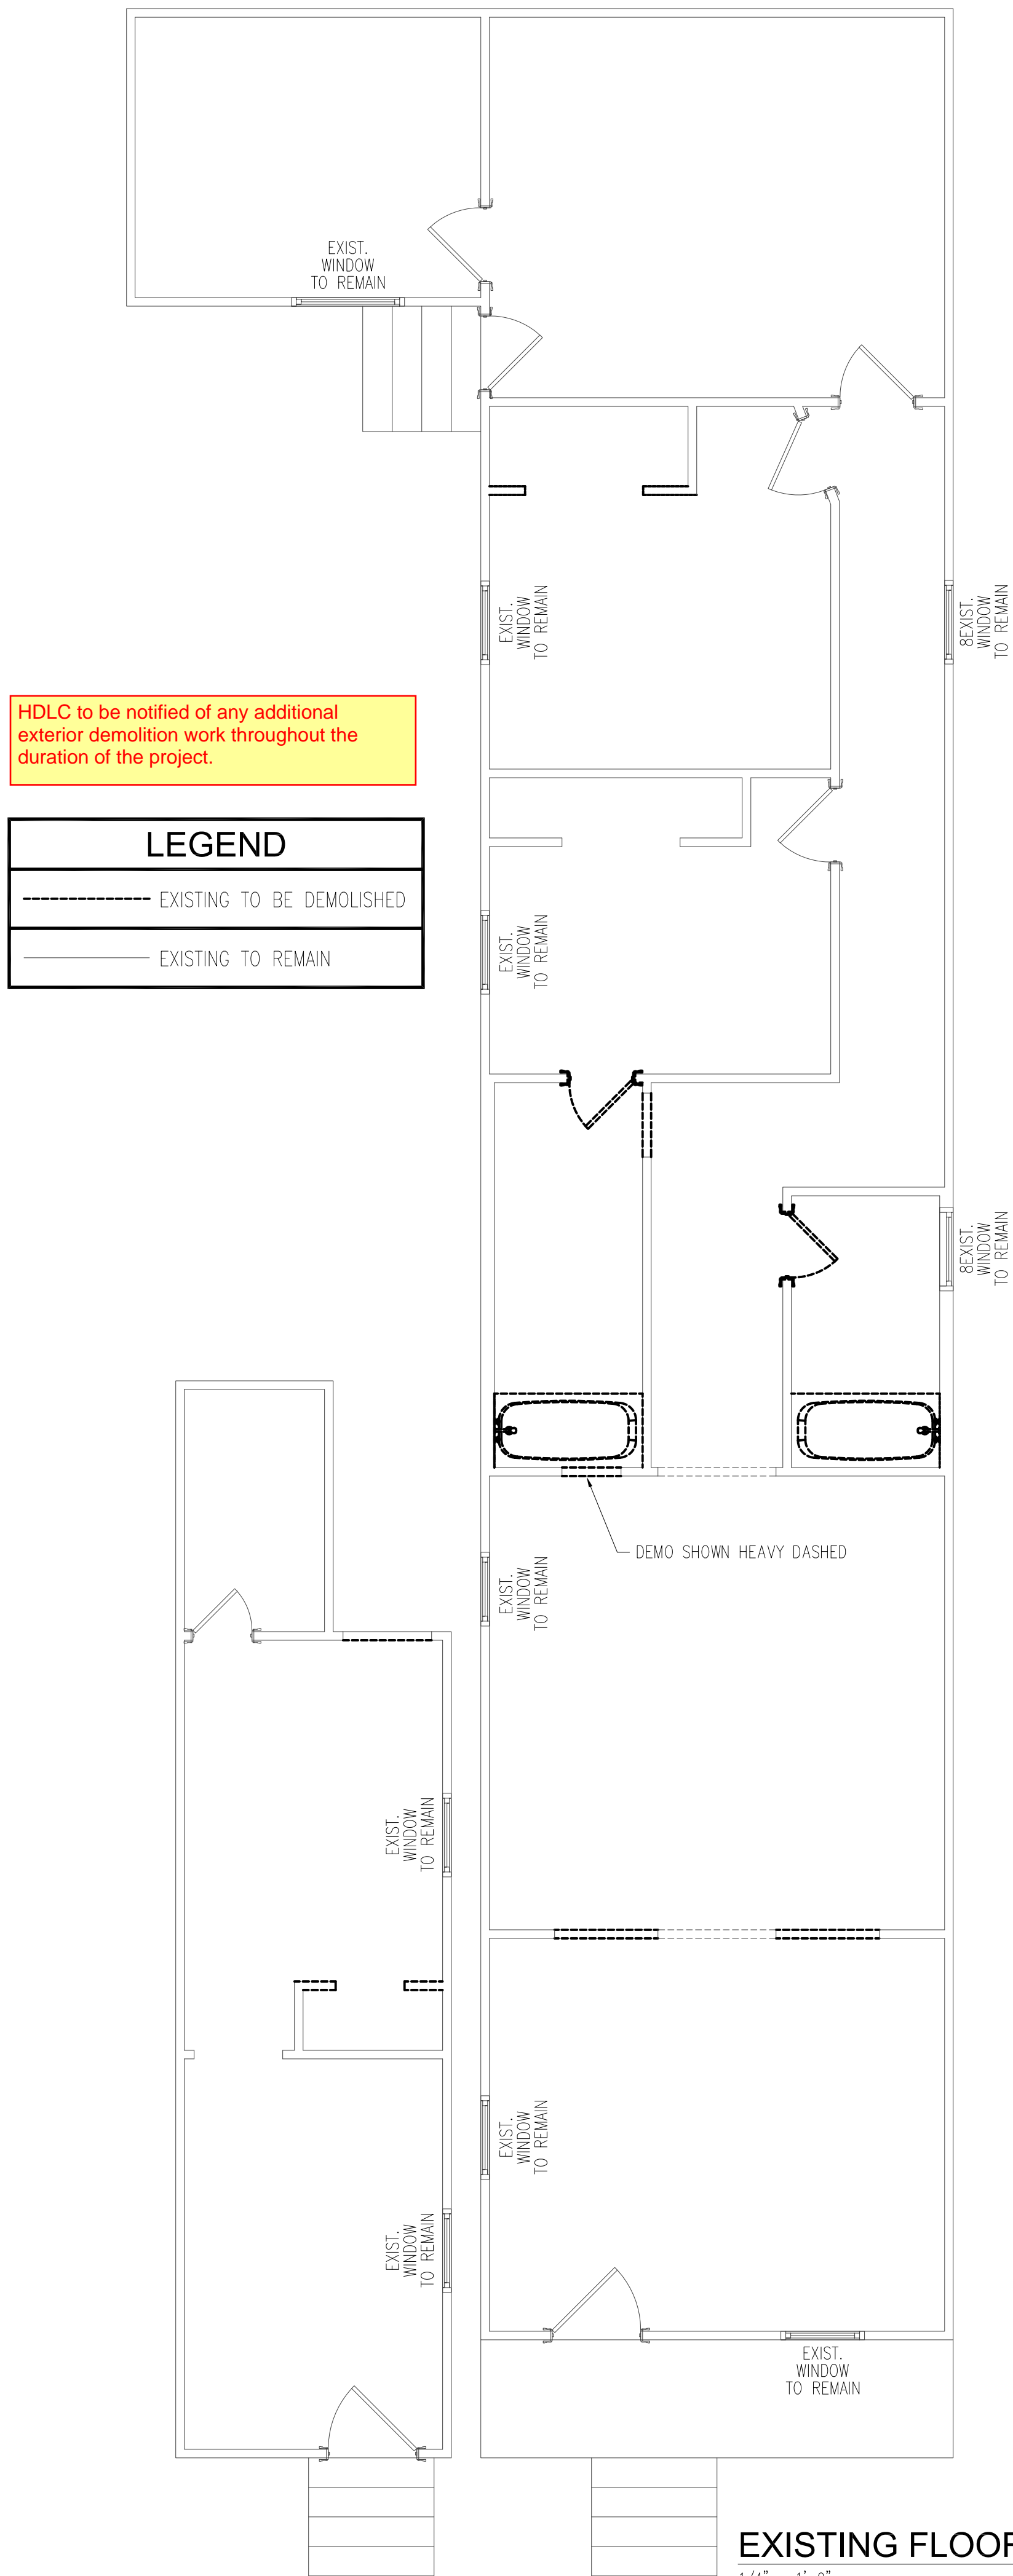 EXIST.
WINDOW
TO REMAIN
EXIST.
WINDOW
TO REMAIN
8EXIST.
WINDOW
TO REMAIN
HDLC to be notified of any additional
exterior demolition work throughout the
duration of the project.
LEGEND
EXISTING TO BE DEMOLISHED
EXISTING TO REMAIN
EXIST.
WINDOW
TO REMAIN
8EXIST.
WINDOW
TO REMAIN
DEMO SHOWN HEAVY DASHED
EXIST.
WINDOW
TO REMAIN
EXIST.
WINDOW
TO REMAIN
EXIST.
WINDOW
TO REMAIN
EXIST.
WINDOW
TO REMAIN
EXIST.
WINDOW
TO REMAIN
EXISTING FLOOR